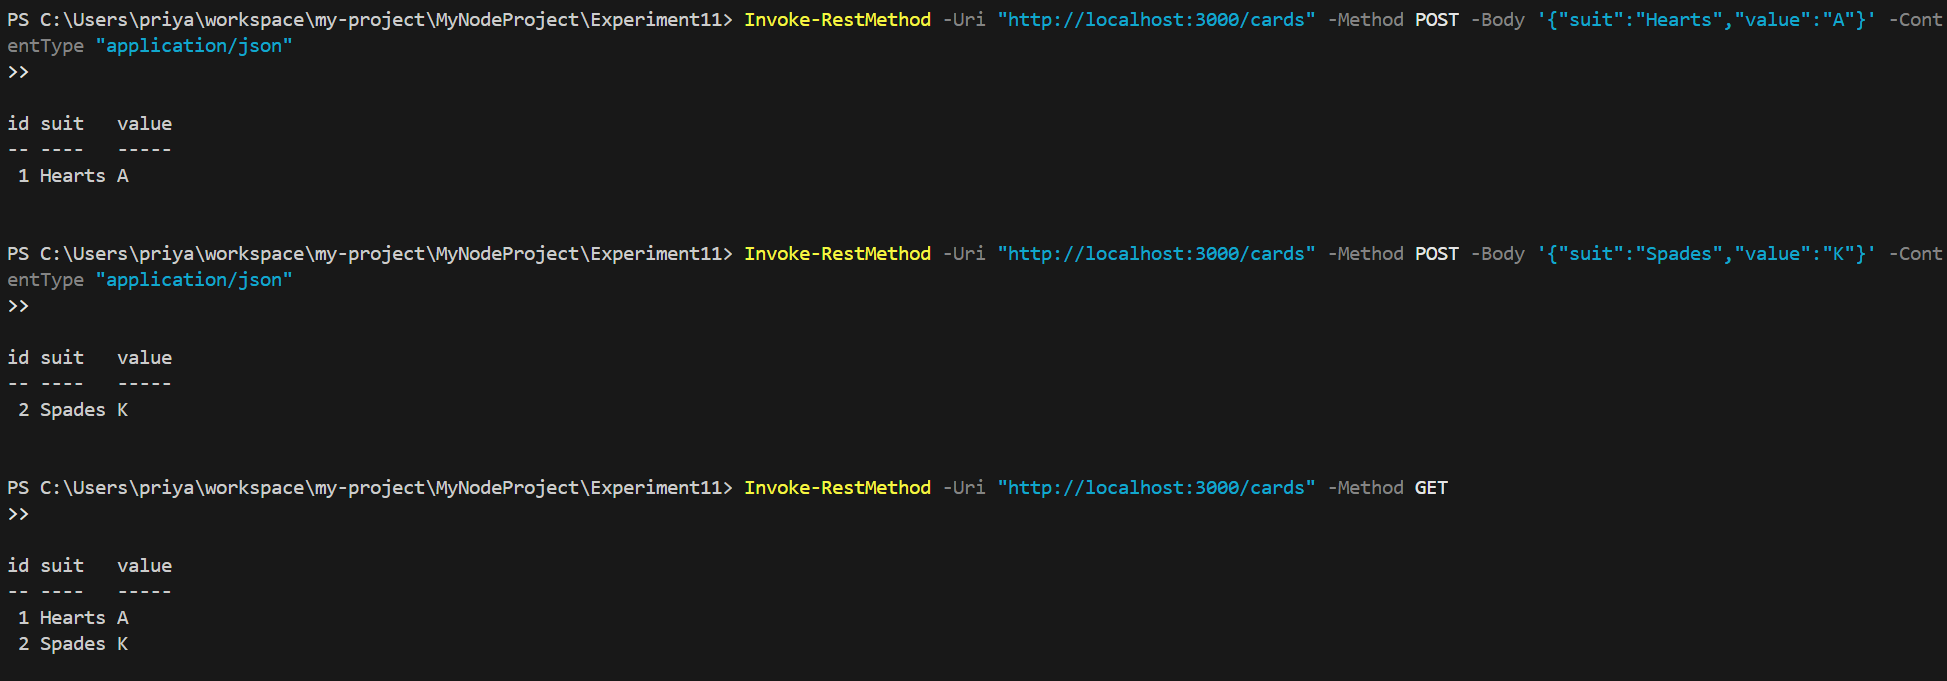 PS C:\Users\priya\workspace\my-project\MyNodeProject\Experiment11> Invoke-RestMethod -Uri "http://localhost:3000/cards" -Method POST -Body '{"suit":"Hearts","value":"A"}' -Cont
entType "application/json"
>>
id suit   value
-- ----   -----
 1 Hearts A
PS C:\Users\priya\workspace\my-project\MyNodeProject\Experiment11> Invoke-RestMethod -Uri "http://localhost:3000/cards" -Method POST -Body '{"suit":"Spades","value":"K"}' -Cont
entType "application/json"
>>
id suit   value
-- ----   -----
 2 Spades K
PS C:\Users\priya\workspace\my-project\MyNodeProject\Experiment11> Invoke-RestMethod -Uri "http://localhost:3000/cards" -Method GET
>>
id suit   value
-- ----   -----
 1 Hearts A
 2 Spades K